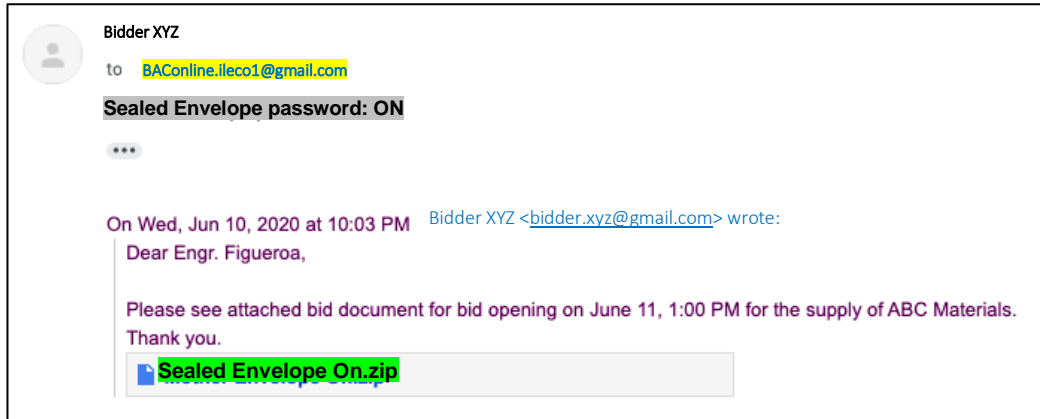 Bidder XYZ
to BAConline.ileco1@gmail.com
Sealed Envelope password: ON
On Wed, Jun 10, 2020 at 10:03 PM Bidder XYZ <bidder.xyz@gmail.com> wrote:
Dear Engr. Figueroa,
Please see attached bid document for bid opening on June 11, 1:00 PM for the supply of ABC Materials.
Thank you.
Sealed Envelope On.zip